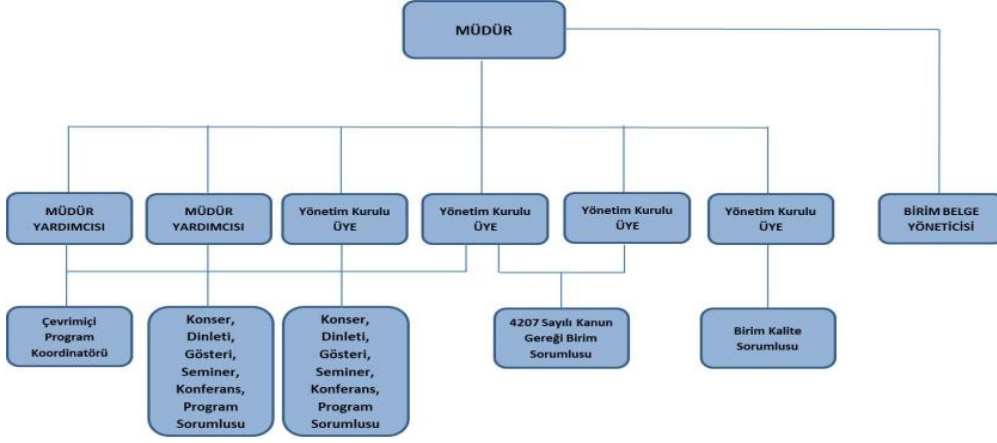 MÜDÜR
MÜDÜR
YARDIMCISI
MÜDÜR
YARDIMCISI
Yönetim Kurulu
ÜYE
Yönetim Kurulu
ÜYE
Yönetim Kurulu
ÜYE
Yönetim Kurulu
ÜYE
BİRİM BELGE
YÖNETİCİSİ
Çevrimiçi
Program
Koordinatörü
Konser,
Dinleti,
Gösteri,
Seminer,
Konferans,
Program
Sorumlusu
Konser,
Dinleti,
Gösteri,
Seminer,
Konferans,
Program
Sorumlusu
4207 Sayılı Kanun
Gereği Birim
Sorumlusu
Birim Kalite
Sorumlusu